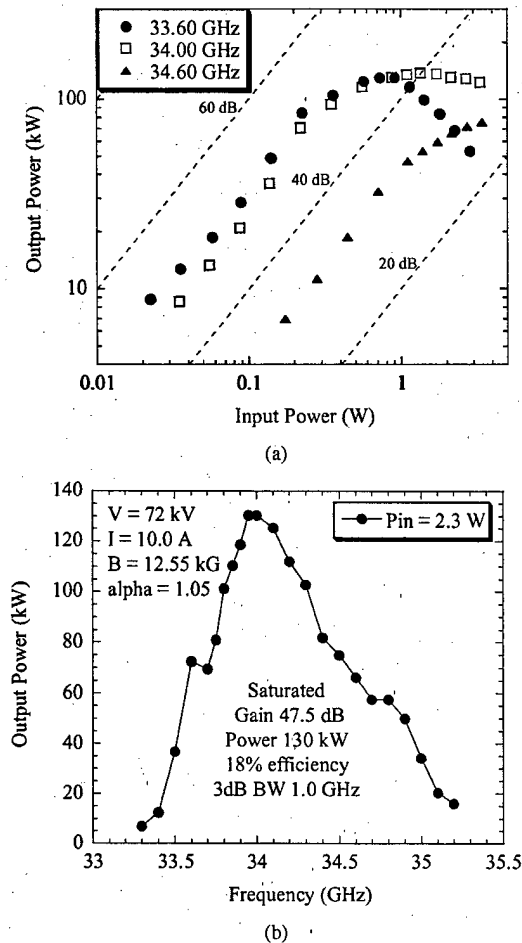 33.60 GHz
34.00 GHz
34.60 GHz
(a)
100
10
Output Power (kW)
60 dB
40 dB
20 dB
0.01
0.1
1
Input Power (W)
(a)
140
120
100
80
60
40
20
0
Output Power (kW)
V = 72 kV
I = 10.0 A
B = 12.55 kG
alpha = 1.05
Pin = 2.3 W
Saturated
Gain 47.5 dB
Power 130 kW
18% efficiency
3dB BW 1.0 GHz
33
33.5
34
34.5
35
35.5
Frequency (GHz)
(b)